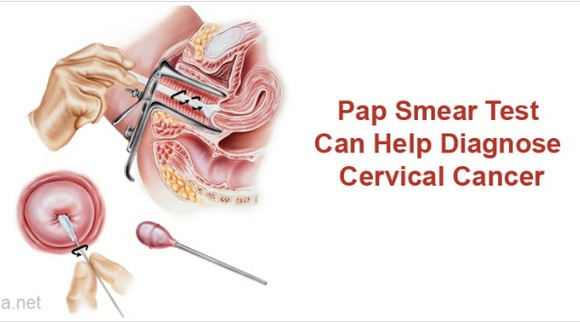 Pap Smear Test
Can Help Diagnose
Cervical Cancer
a.net